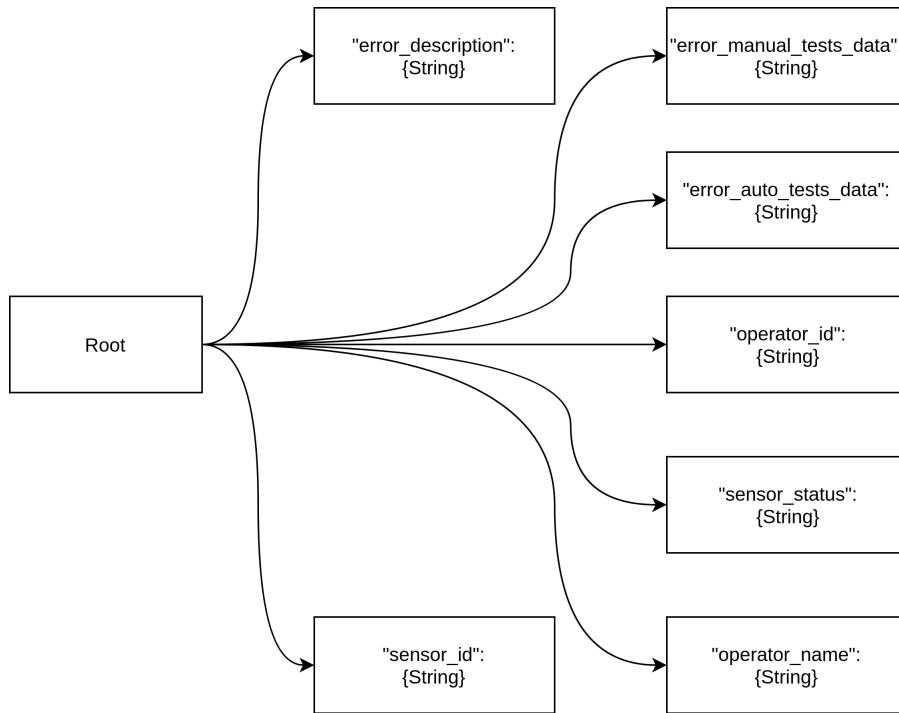 "error_description":
{String}
"error_manual_tests_data":
{String}
"error_auto_tests_data":
{String}
Root
"operator_id":
{String}
"sensor_status":
{String}
"sensor_id":
{String}
"operator_name":
{String}